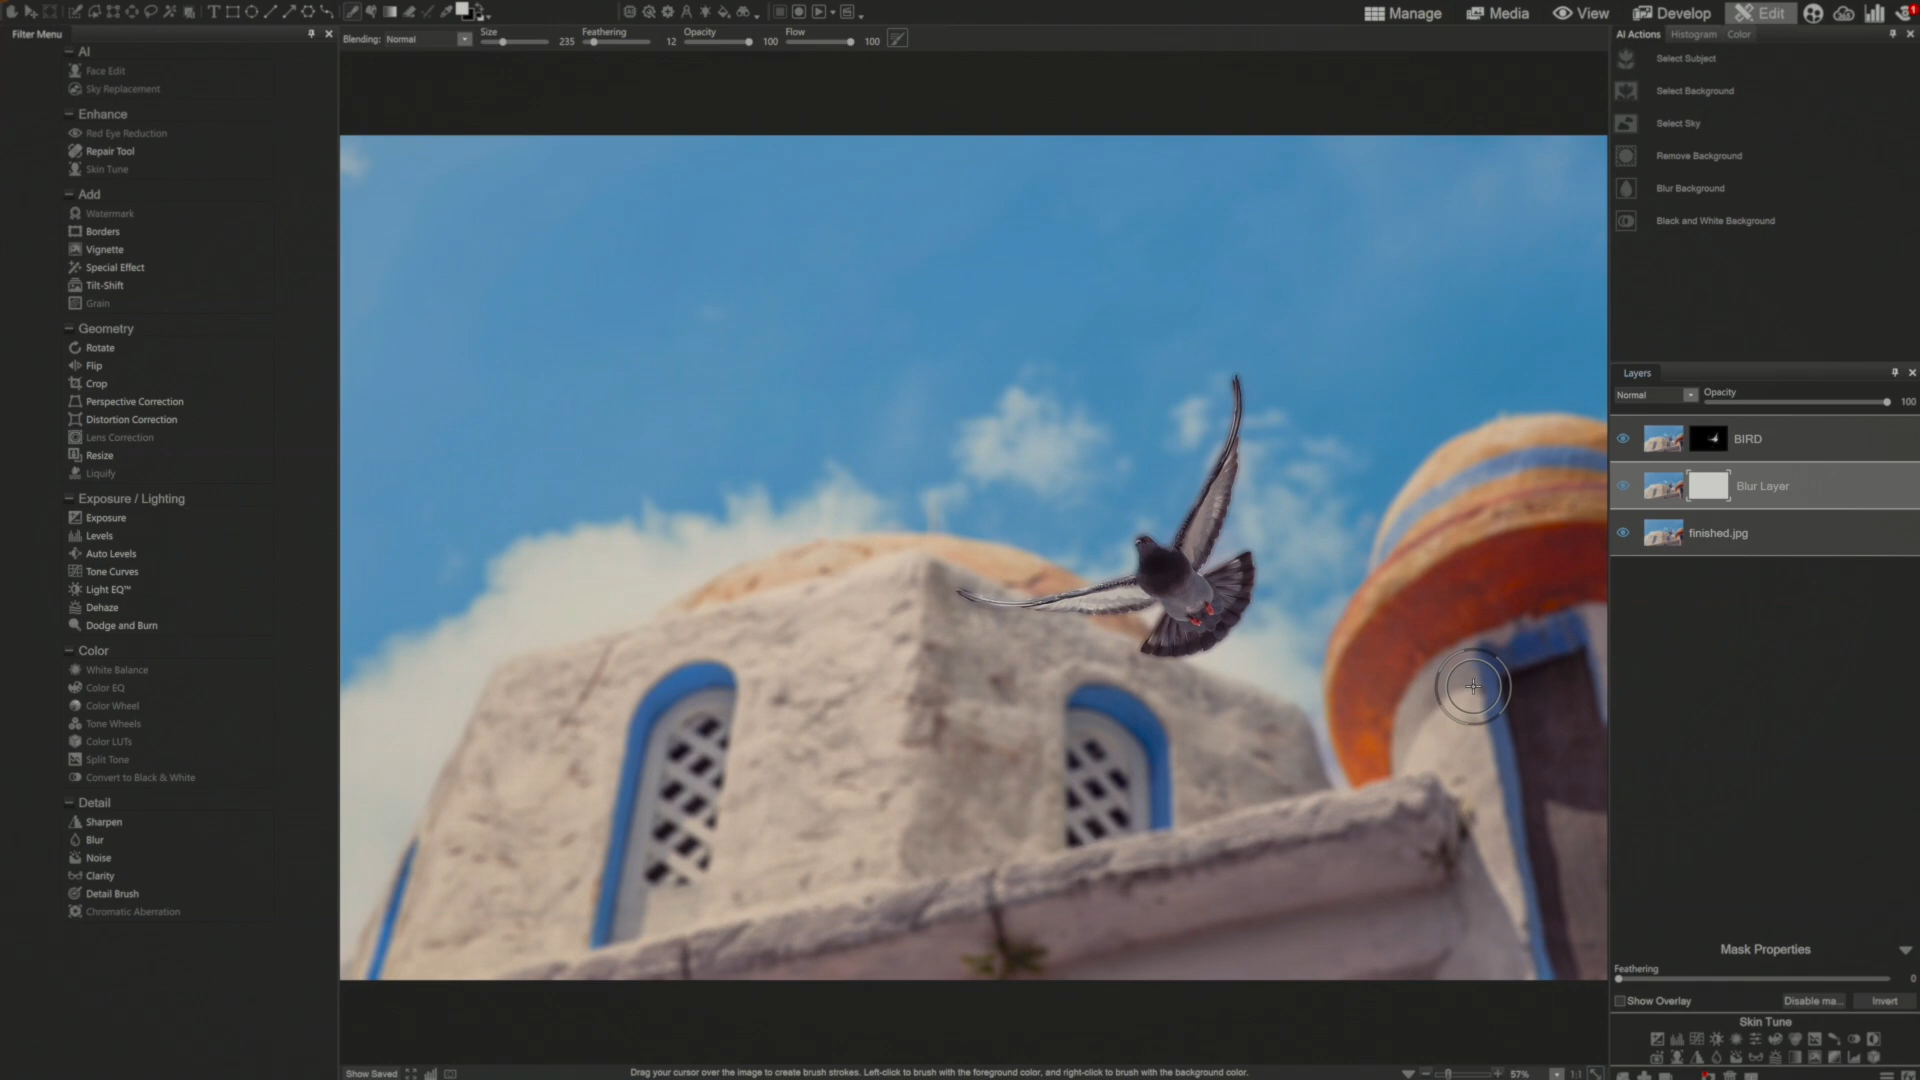 Manage
Media
View
Develop
Edit
365
1
Filter Menu
Blending: Normal
Size 235
Feathering 12
Opacity 100
Flow 100
AI Actions Histogram Color
AI
Face Edit
Sky Replacement
Enhance
Red Eye Reduction
Repair Tool
Skin Tune
Add
Watermark
Borders
Vignette
Special Effect
Tilt-Shift
Grain
Geometry
Rotate
Flip
Crop
Perspective Correction
Distortion Correction
Lens Correction
Resize
Liquify
Exposure / Lighting
Exposure
Levels
Auto Levels
Tone Curves
Light EQ™
Dehaze
Dodge and Burn
Color
White Balance
Color EQ
Color Wheel
Tone Wheels
Color LUTs
Split Tone
Convert to Black & White
Detail
Sharpen
Blur
Noise
Clarity
Detail Brush
Chromatic Aberration
Select Subject
Select Background
Select Sky
Remove Background
Blur Background
Black and White Background
Layers
Normal
Opacity
100
BIRD
Blur Layer
finished.jpg
Mask Properties
Feathering
0
Show Overlay
Disable ma...
Invert
Skin Tune
Show Saved
Drag your cursor over the image to create brush strokes. Left-click to brush with the foreground color, and right-click to brush with the background color.
57%
1:1